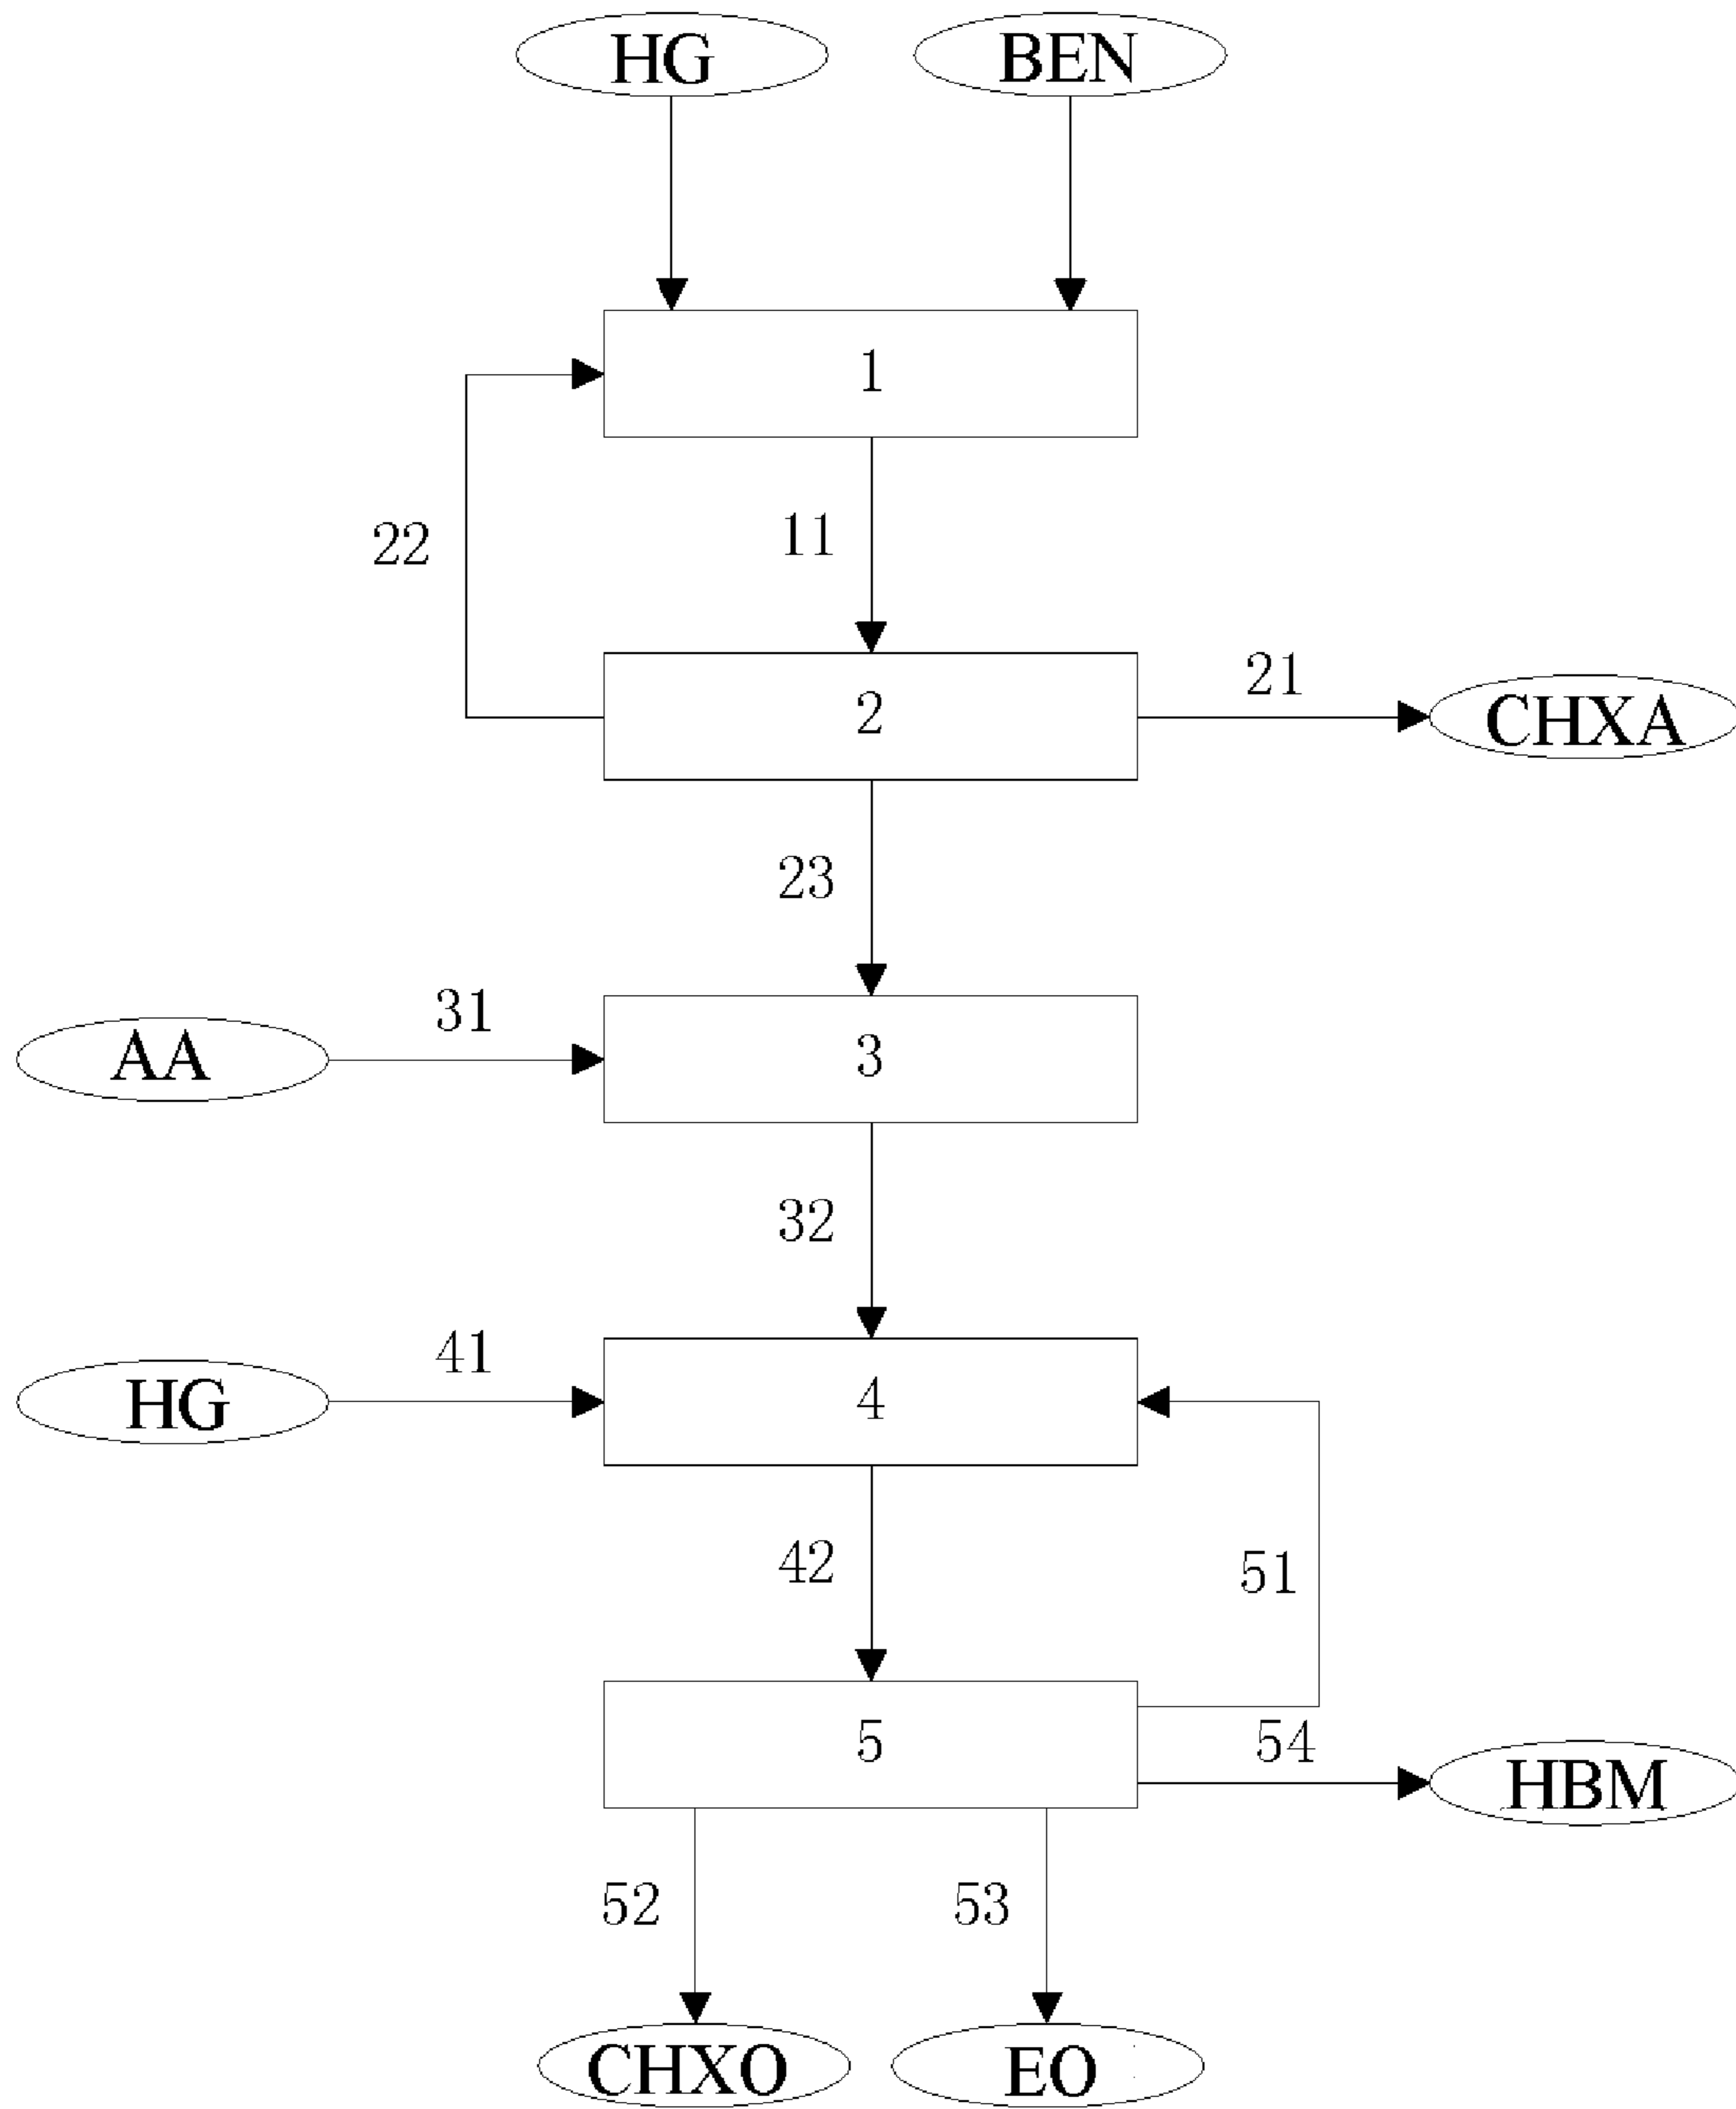 HG BEN
1
22 11
2 21 CHXA
23
AA 31 3
32
HG 41 4
42 51
5 54 HBM
52 53
CHXO EO